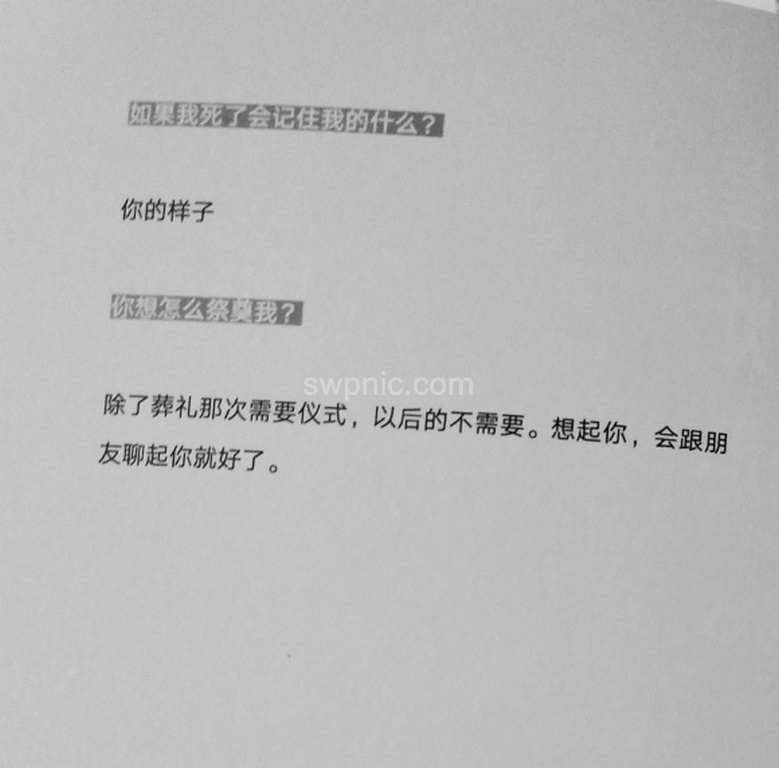 如果我死了会记住我的什么？
你的样子
你想怎么祭奠我？
swpnic.com
除了葬礼那次需要仪式，以后的不需要。想起你，会跟朋
友聊起你就好了。